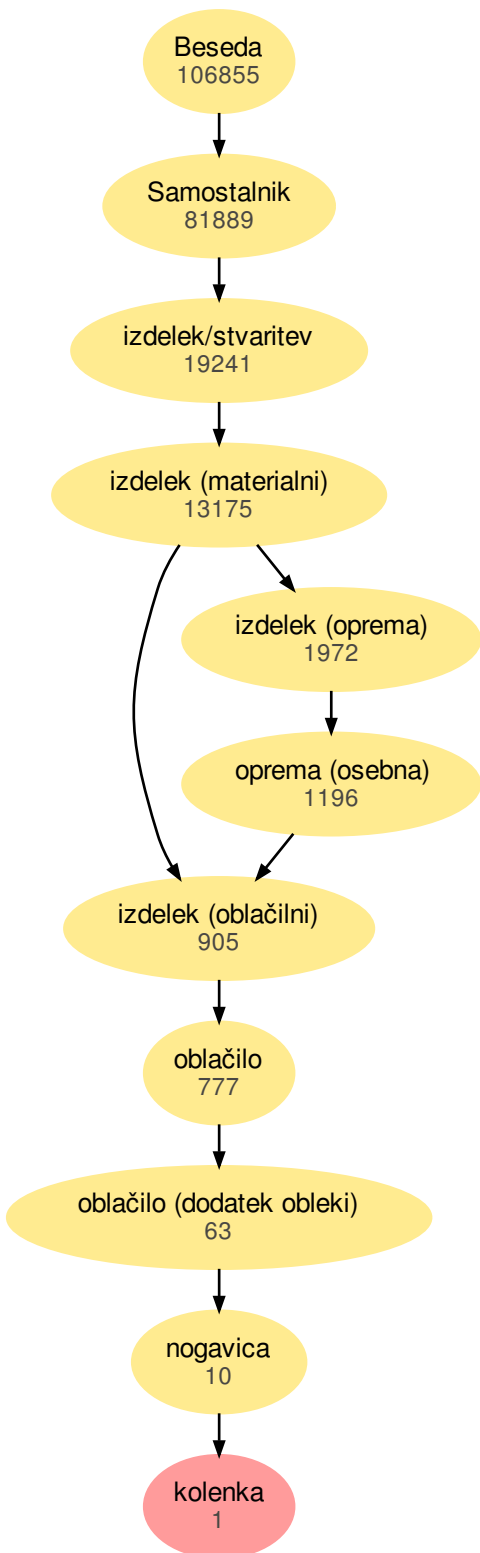 Beseda
106855
Samostalnik
81889
izdelek/stvaritev
19241
izdelek (materialni)
13175
izdelek (oprema)
1972
oprema (osebna)
1196
izdelek (oblačilni)
905
oblačilo
777
oblačilo (dodatek obleki)
63
nogavica
10
kolenka
1